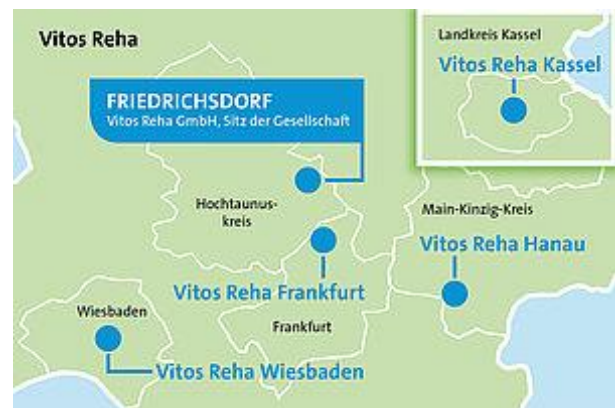 Vitos Reha
Landkreis Kassel
Vitos Reha Kassel
FRIEDRICHSDORF
Vitos Reha GmbH, Sitz der Gesellschaft
Hochtaunus-
kreis
Main-Kinzig-Kreis
Vitos Reha Hanau
Vitos Reha Frankfurt
Wiesbaden
Frankfurt
Vitos Reha Wiesbaden